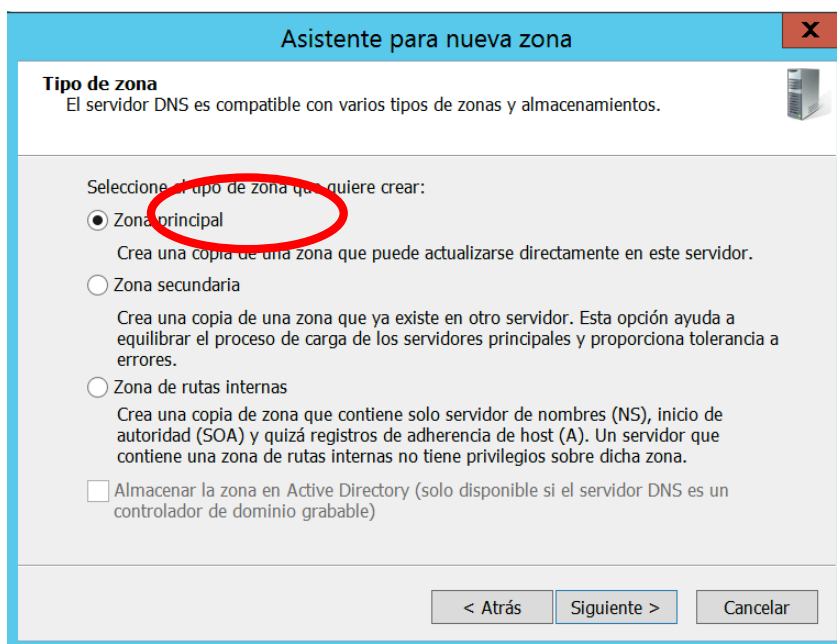 Asistente para nueva zona
X
Tipo de zona
El servidor DNS es compatible con varios tipos de zonas y almacenamientos.
Seleccione el tipo de zona que quiere crear:
Zona principal
Crea una copia de una zona que puede actualizarse directamente en este servidor.
Zona secundaria
Crea una copia de una zona que ya existe en otro servidor. Esta opción ayuda a
equilibrar el proceso de carga de los servidores principales y proporciona tolerancia a
errores.
Zona de rutas internas
Crea una copia de zona que contiene solo servidor de nombres (NS), inicio de
autoridad (SOA) y quizá registros de adherencia de host (A). Un servidor que
contiene una zona de rutas internas no tiene privilegios sobre dicha zona.
Almacenar la zona en Active Directory (solo disponible si el servidor DNS es un
controlador de dominio grabable)
< Atrás Siguiente > Cancelar